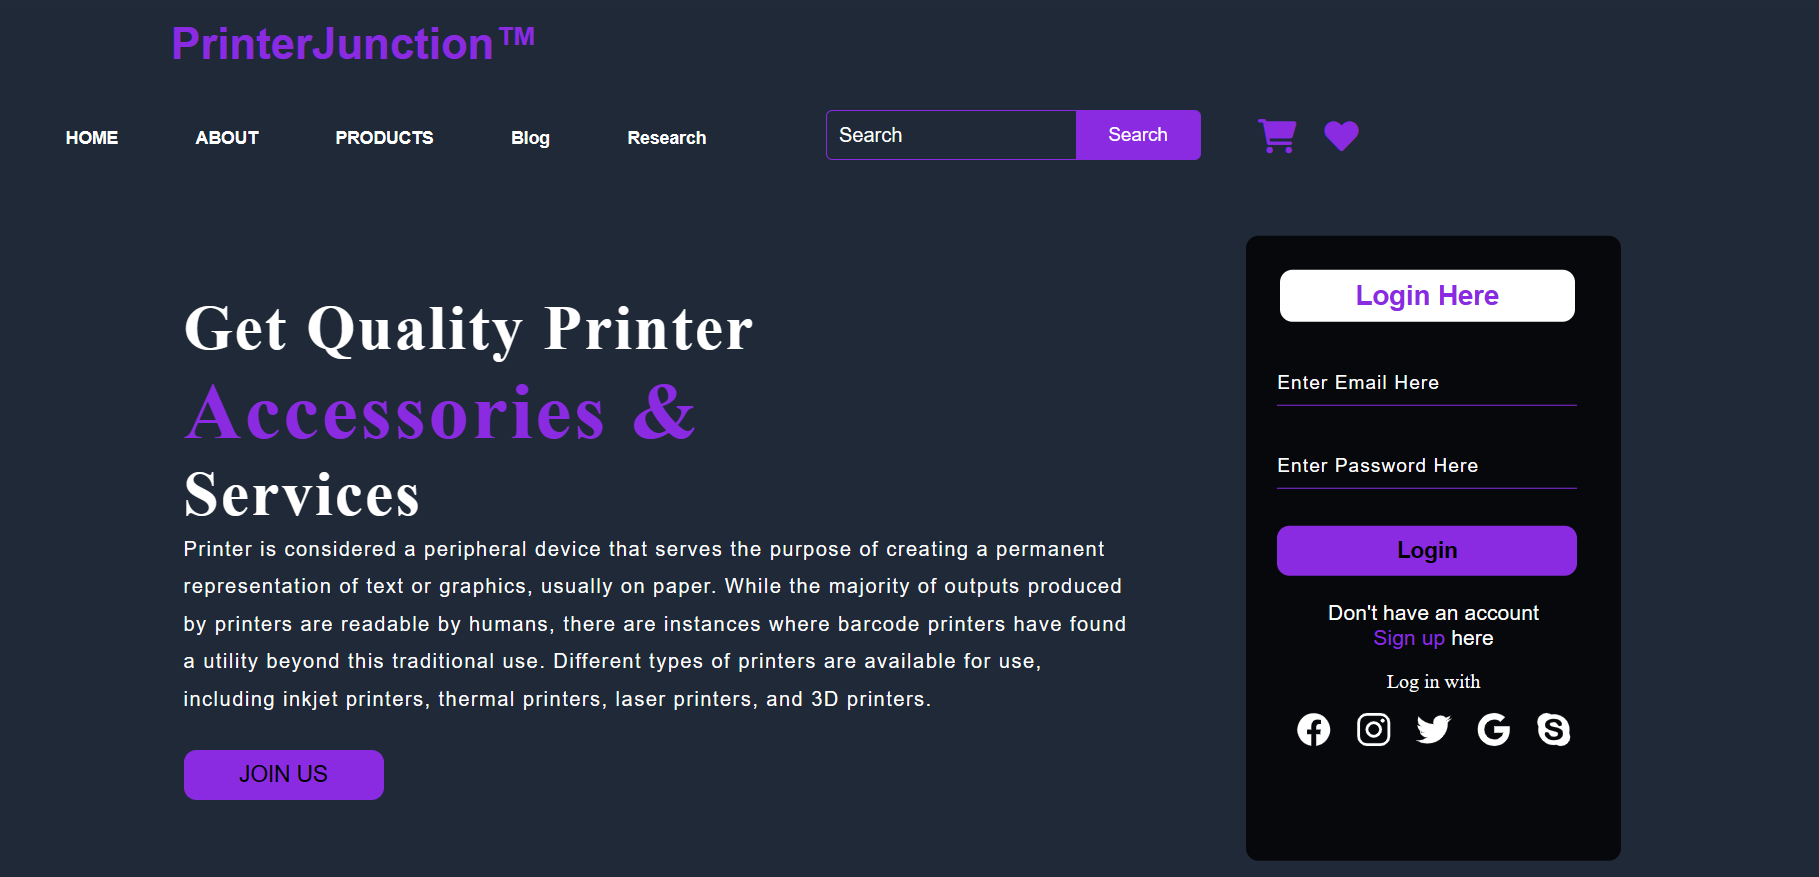 PrinterJunction™
HOME ABOUT PRODUCTS Blog Research Search Search
Get Quality Printer
Accessories &
Services
Printer is considered a peripheral device that serves the purpose of creating a permanent
representation of text or graphics, usually on paper. While the majority of outputs produced
by printers are readable by humans, there are instances where barcode printers have found
a utility beyond this traditional use. Different types of printers are available for use,
including inkjet printers, thermal printers, laser printers, and 3D printers.
JOIN US
Login Here
Enter Email Here
Enter Password Here
Login
Don't have an account
Sign up here
Log in with